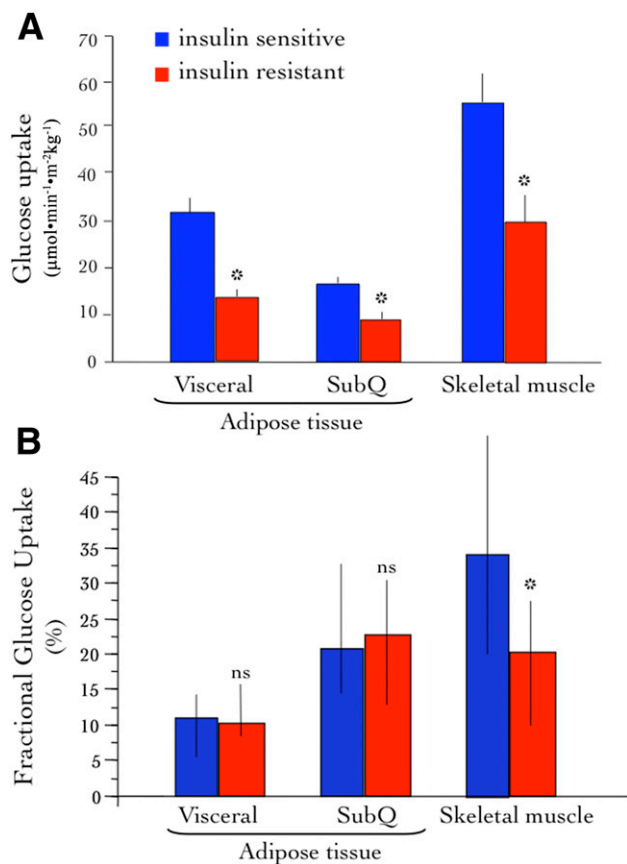 A
insulin sensitive
insulin resistant
Glucose uptake
(µmol•min⁻¹•m⁻²kg⁻¹)
70
60
50
40
30
20
10
0
*
*
*
Visceral
SubQ
Skeletal muscle
Adipose tissue
B
Fractional Glucose Uptake
(%)
45
40
35
30
25
20
15
10
5
0
ns
ns
*
Visceral
SubQ
Skeletal muscle
Adipose tissue